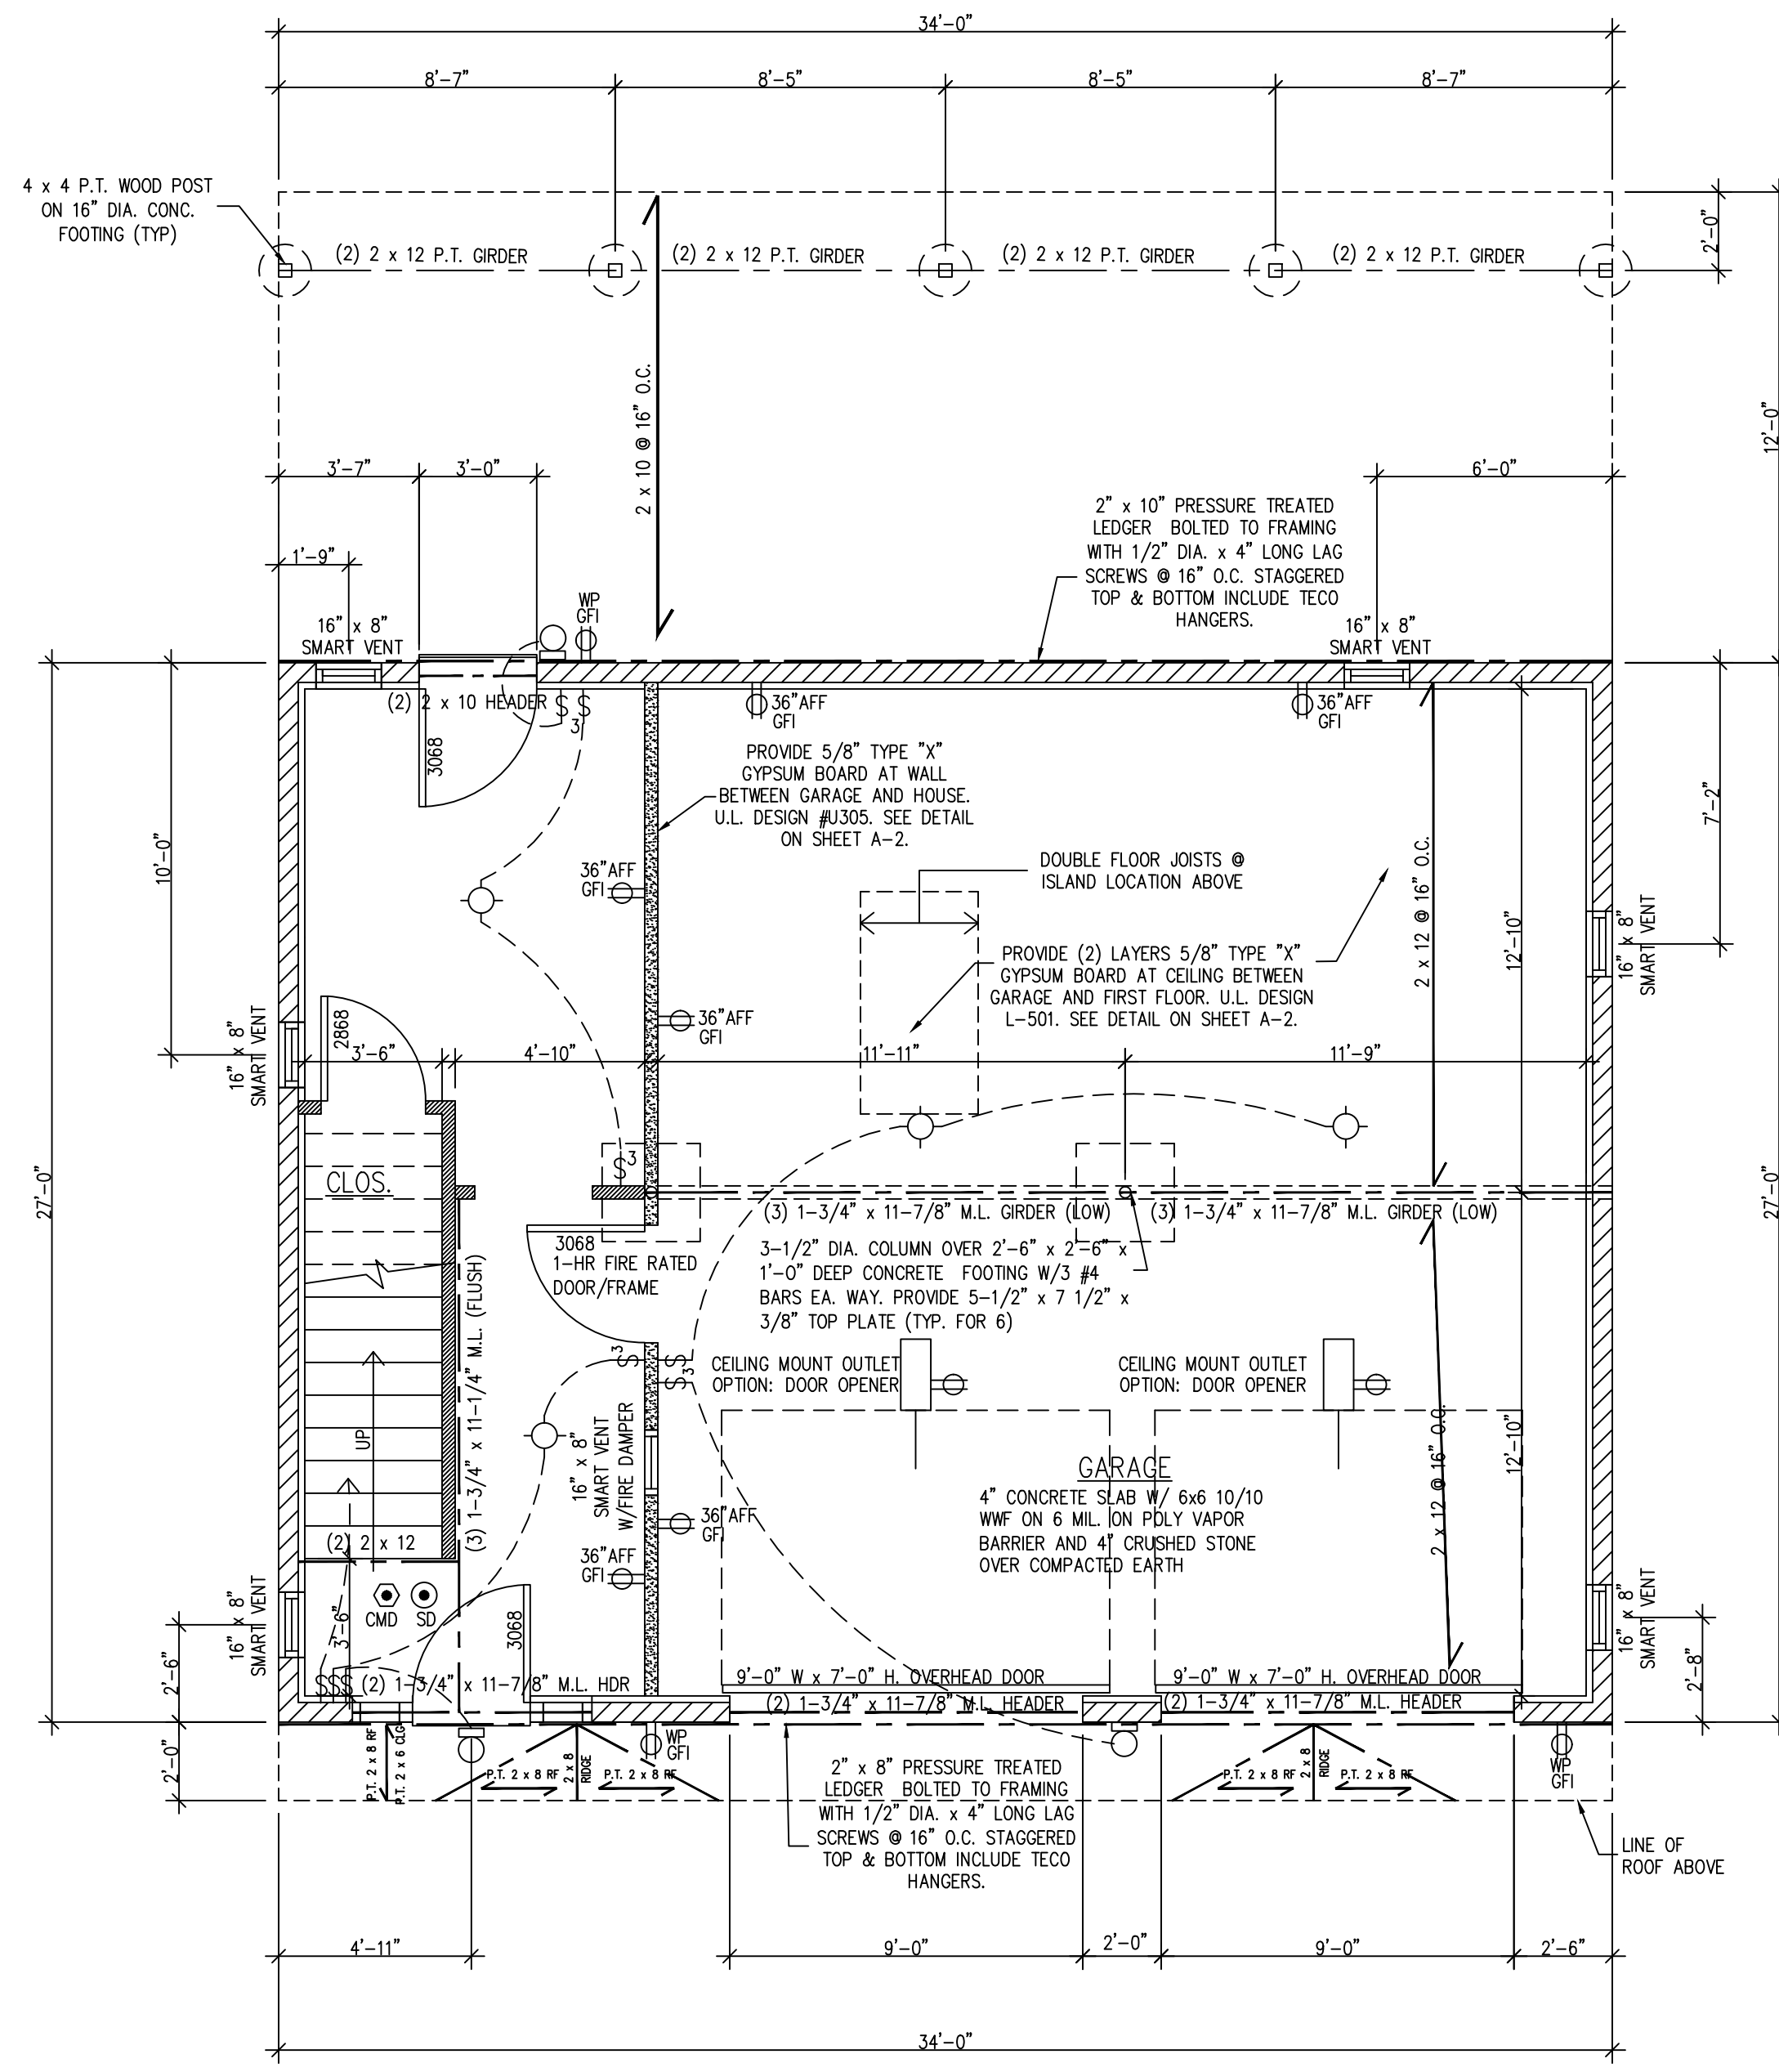 34'-0"
8'-7"
8'-5"
8'-5"
8'-7"
4 x 4 P.T. WOOD POST
ON 16" DIA. CONC.
FOOTING (TYP)
(2) 2 x 12 P.T. GIRDER
(2) 2 x 12 P.T. GIRDER
(2) 2 x 12 P.T. GIRDER
(2) 2 x 12 P.T. GIRDER
2'-0"
12'-0"
2 x 10 @ 16" O.C.
3'-7"
3'-0"
6'-0"
1'-9"
2" x 10" PRESSURE TREATED
LEDGER BOLTED TO FRAMING
WITH 1/2" DIA. x 4" LONG LAG
SCREWS @ 16" O.C. STAGGERED
TOP & BOTTOM INCLUDE TECO
HANGERS.
WP
GFI
16" x 8"
SMART VENT
16" x 8"
SMART VENT
(2) 2 x 10 HEADER
S S
3
3068
36"AFF
GFI
36"AFF
GFI
PROVIDE 5/8" TYPE "X"
GYPSUM BOARD AT WALL
BETWEEN GARAGE AND HOUSE.
U.L. DESIGN #U305. SEE DETAIL
ON SHEET A-2.
10'-0"
7'-2"
36"AFF
GFI
DOUBLE FLOOR JOISTS @
ISLAND LOCATION ABOVE
2 x 12 @ 16" O.C.
12'-10"
PROVIDE (2) LAYERS 5/8" TYPE "X"
GYPSUM BOARD AT CEILING BETWEEN
GARAGE AND FIRST FLOOR. U.L. DESIGN
L-501. SEE DETAIL ON SHEET A-2.
16" x 8"
SMART VENT
16" x 8"
SMART VENT
2868
36"AFF
GFI
3'-6"
4'-10"
11'-11"
11'-9"
27'-0"
27'-0"
CLOS.
S3
(3) 1-3/4" x 11-7/8" M.L. GIRDER (LOW)
(3) 1-3/4" x 11-7/8" M.L. GIRDER (LOW)
3068
1-HR FIRE RATED
DOOR/FRAME
3-1/2" DIA. COLUMN OVER 2'-6" x 2'-6" x
1'-0" DEEP CONCRETE FOOTING W/3 #4
BARS EA. WAY. PROVIDE 5-1/2" x 7 1/2" x
3/8" TOP PLATE (TYP. FOR 6)
(3) 1-3/4" x 11-1/4" M.L. (FLUSH)
S3
S
S3
CEILING MOUNT OUTLET
OPTION: DOOR OPENER
CEILING MOUNT OUTLET
OPTION: DOOR OPENER
UP
16" x 8"
SMART VENT
W/FIRE DAMPER
2 x 12 @ 16" O.C.
12'-10"
GARAGE
4" CONCRETE SLAB W/ 6x6 10/10
WWF ON 6 MIL. ON POLY VAPOR
BARRIER AND 4" CRUSHED STONE
OVER COMPACTED EARTH
36"AFF
GFI
36"AFF
GFI
(2) 2 x 12
CMD
SD
3'-6"
3068
16" x 8"
SMART VENT
16" x 8"
SMART VENT
2'-6"
2'-8"
SSS
(2) 1-3/4" x 11-7/8" M.L. HDR
9'-0" W x 7'-0" H. OVERHEAD DOOR
9'-0" W x 7'-0" H. OVERHEAD DOOR
(2) 1-3/4" x 11-7/8" M.L. HEADER
(2) 1-3/4" x 11-7/8" M.L. HEADER
2'-0"
P.T. 2 x 8 RF
P.T. 2 x 6 CLG
P.T. 2 x 8 RF
2 x 8
RIDGE
P.T. 2 x 8 RF
WP
GFI
P.T. 2 x 8 RF
2 x 8
RIDGE
P.T. 2 x 8 RF
WP
GFI
2" x 8" PRESSURE TREATED
LEDGER BOLTED TO FRAMING
WITH 1/2" DIA. x 4" LONG LAG
SCREWS @ 16" O.C. STAGGERED
TOP & BOTTOM INCLUDE TECO
HANGERS.
LINE OF
ROOF ABOVE
4'-11"
9'-0"
2'-0"
9'-0"
2'-6"
34'-0"